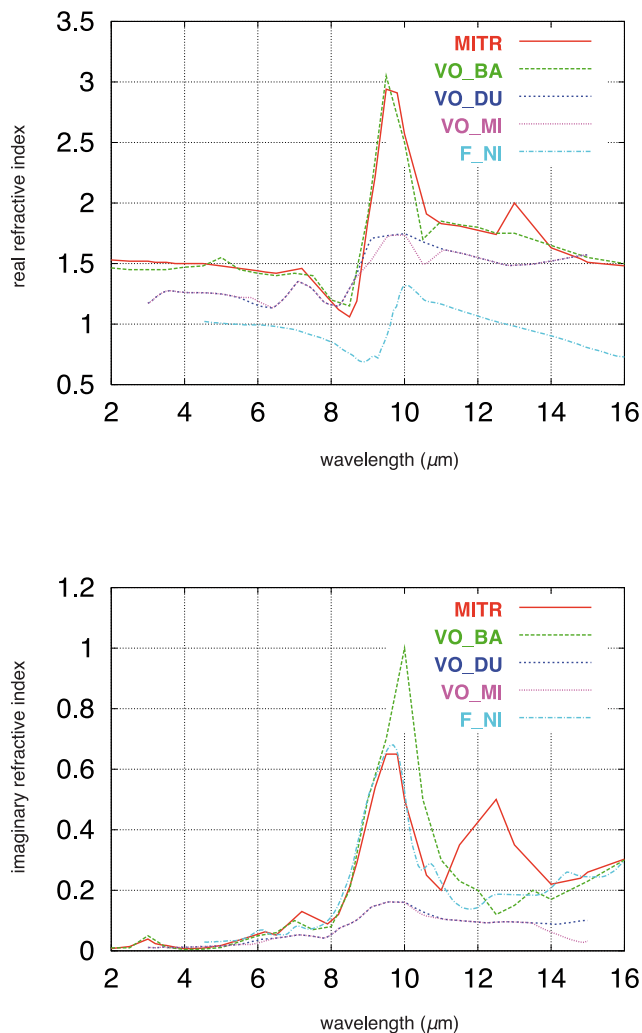 3.5
3
2.5
2
1.5
1
0.5
real refractive index
MITR
VO_BA
VO_DU
VO_MI
F_NI
2 4 6 8 10 12 14 16
wavelength (µm)
1.2
1
0.8
0.6
0.4
0.2
0
imaginary refractive index
MITR
VO_BA
VO_DU
VO_MI
F_NI
2 4 6 8 10 12 14 16
wavelength (µm)